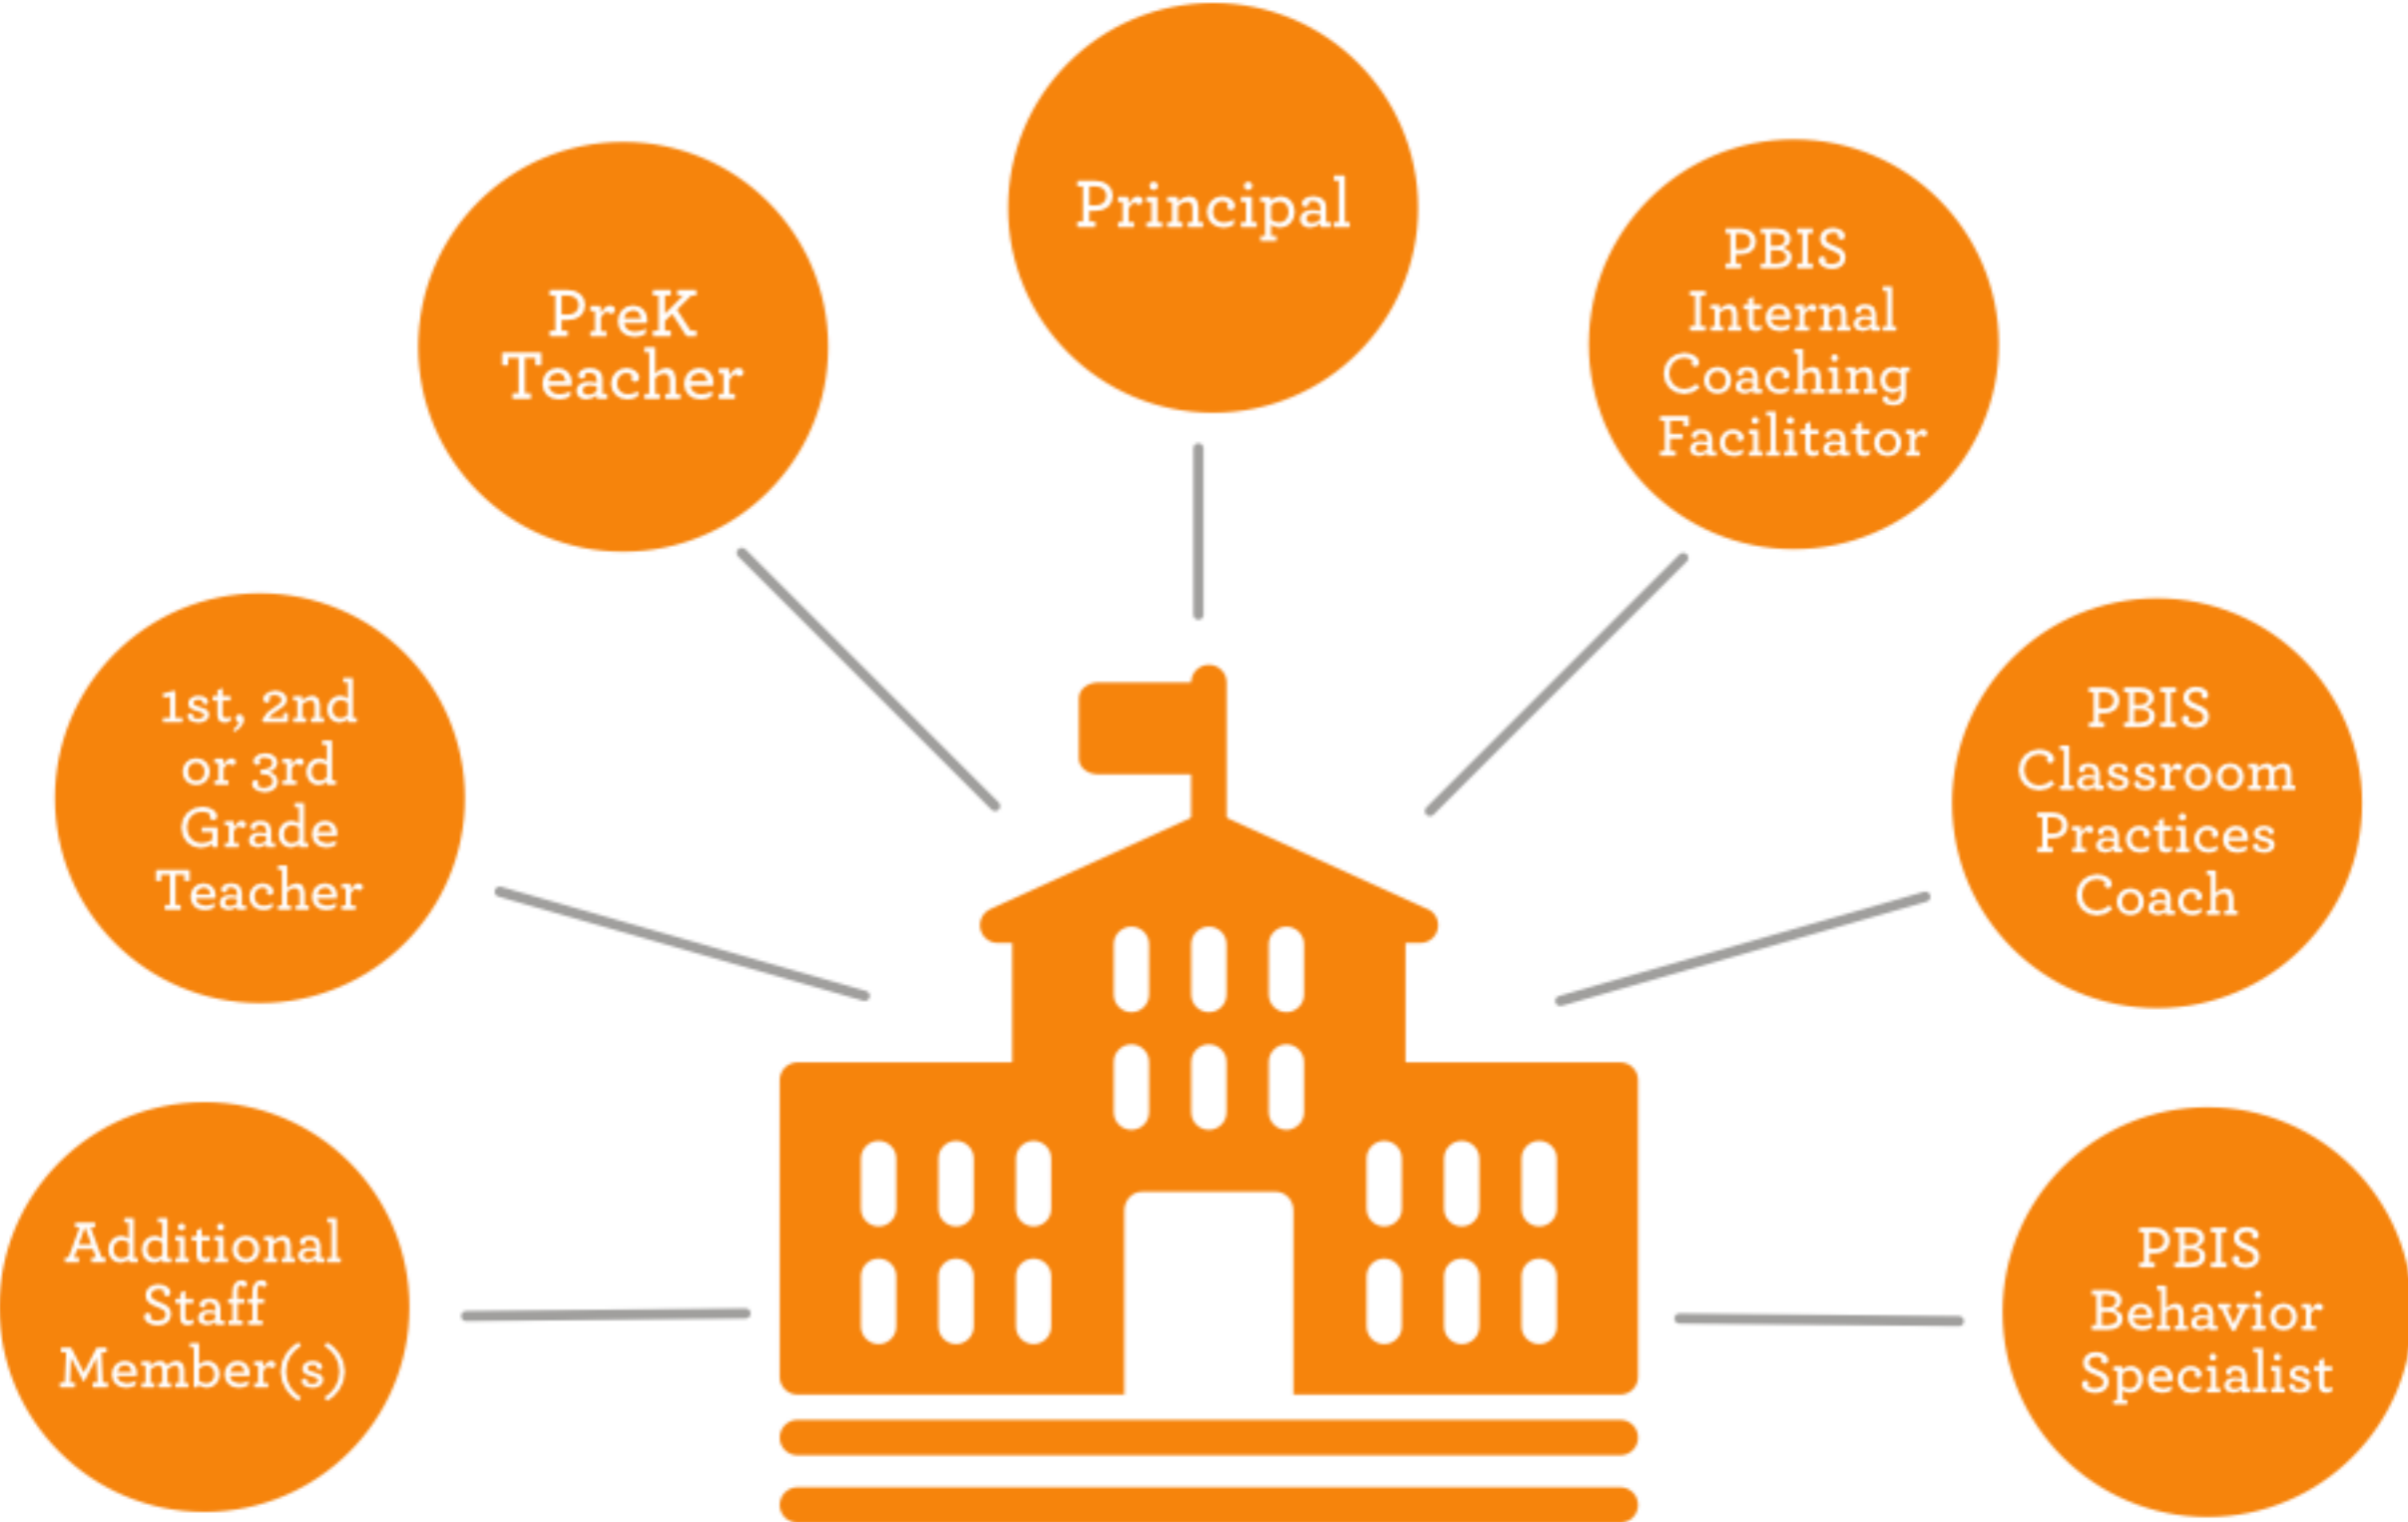 Principal
PreK
Teacher
PBIS
Internal
Coaching
Facilitator
1st, 2nd
or 3rd
Grade
Teacher
PBIS
Classroom
Practices
Coach
Additional
Staff
Member(s)
PBIS
Behavior
Specialist